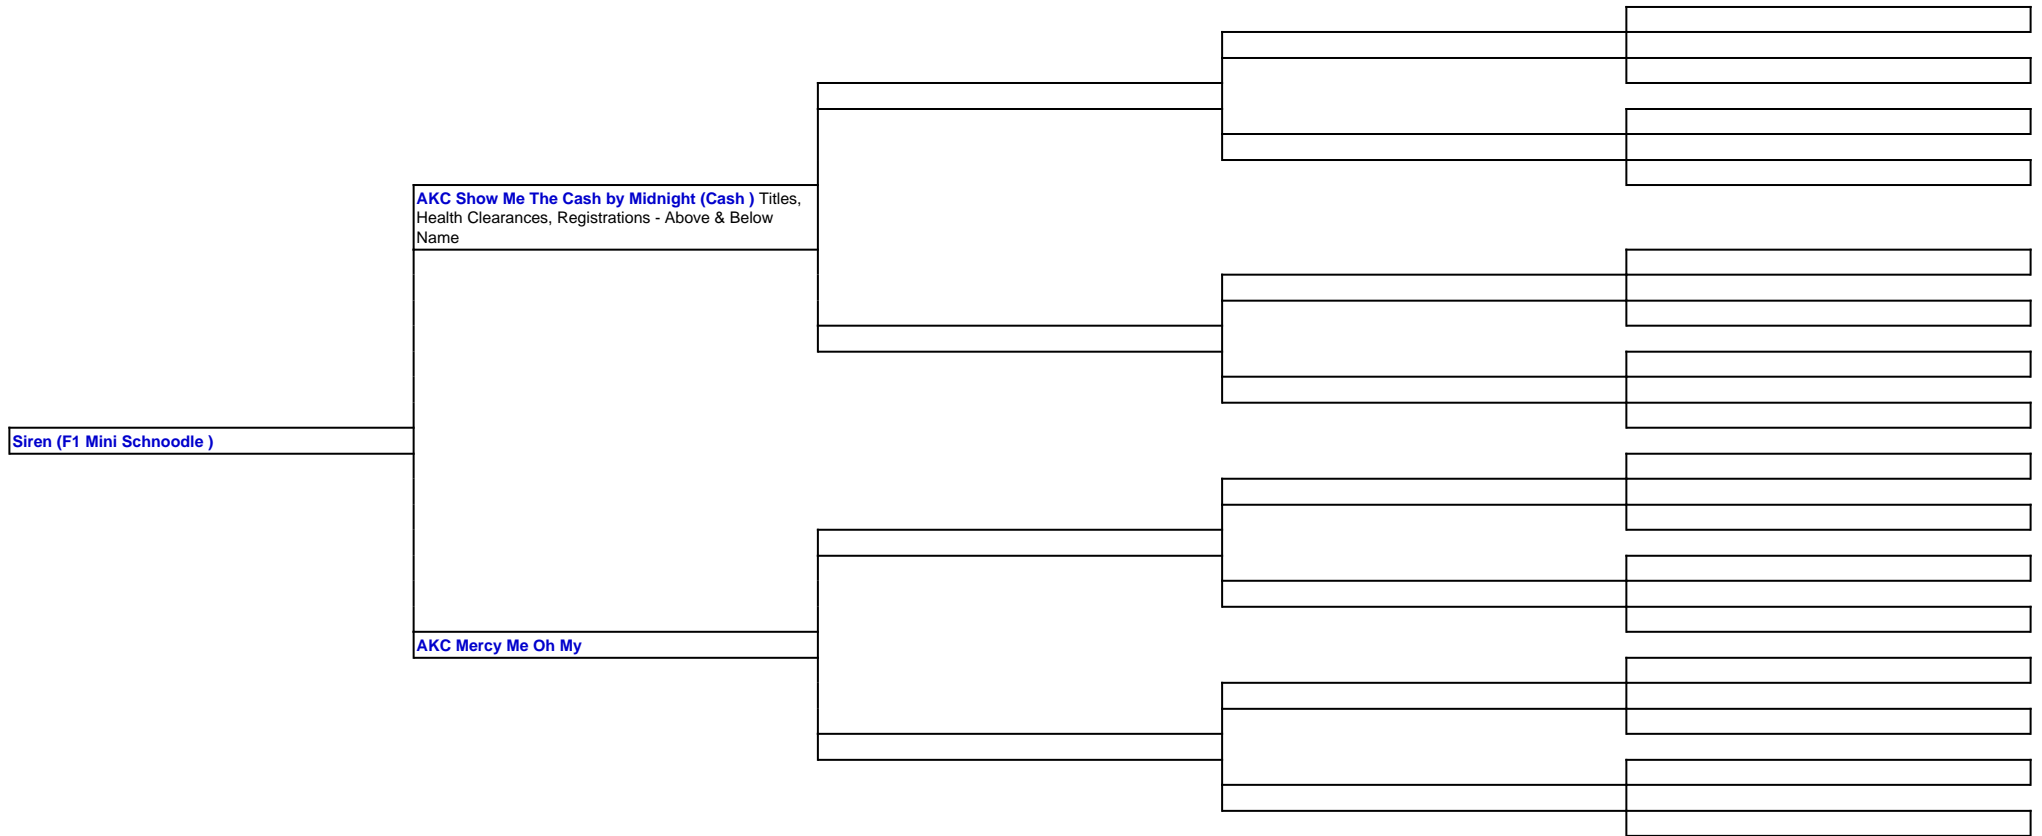 AKC Show Me The Cash by Midnight (Cash ) Titles,
Health Clearances, Registrations - Above & Below
Name
Siren (F1 Mini Schnoodle )
AKC Mercy Me Oh My